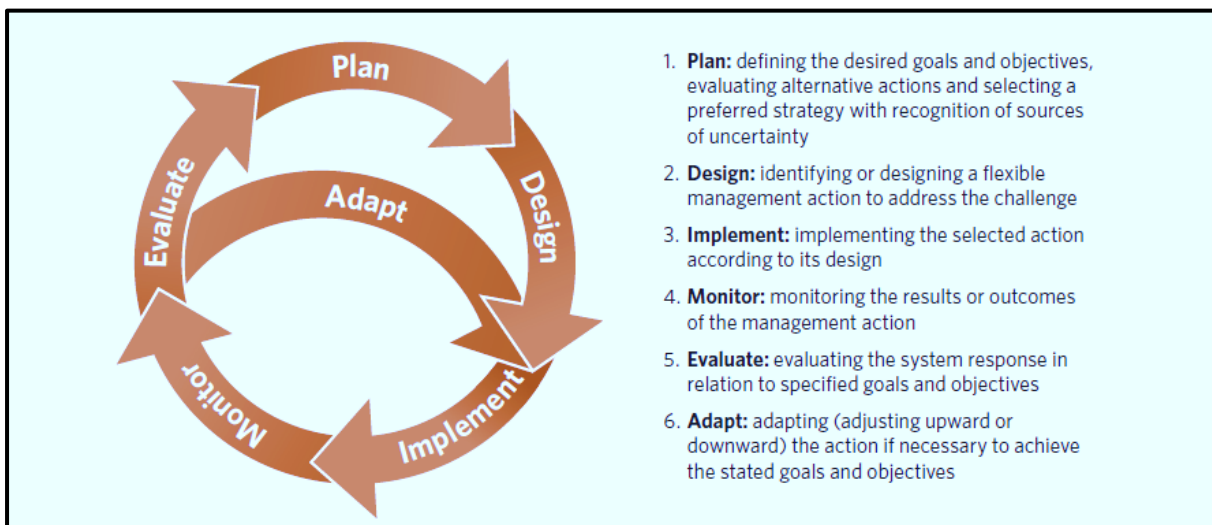 Plan
Design
Implement
Monitor
Evaluate
Adapt
1. Plan: defining the desired goals and objectives,
evaluating alternative actions and selecting a
preferred strategy with recognition of sources
of uncertainty
2. Design: identifying or designing a flexible
management action to address the challenge
3. Implement: implementing the selected action
according to its design
4. Monitor: monitoring the results or outcomes
of the management action
5. Evaluate: evaluating the system response in
relation to specified goals and objectives
6. Adapt: adapting (adjusting upward or
downward) the action if necessary to achieve
the stated goals and objectives